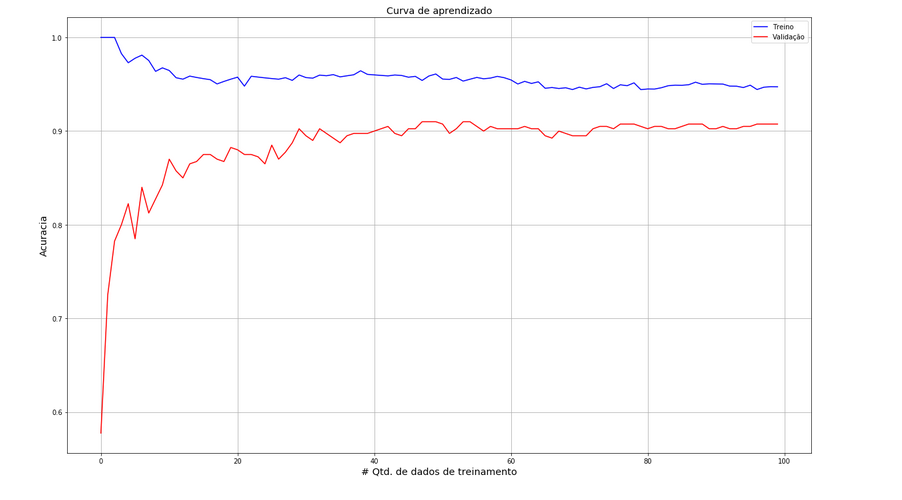 Curva de aprendizado
Treino
Validação
1.0
0.9
0.8
0.7
0.6
Acuracia
0 20 40 60 80 100
# Qtd. de dados de treinamento